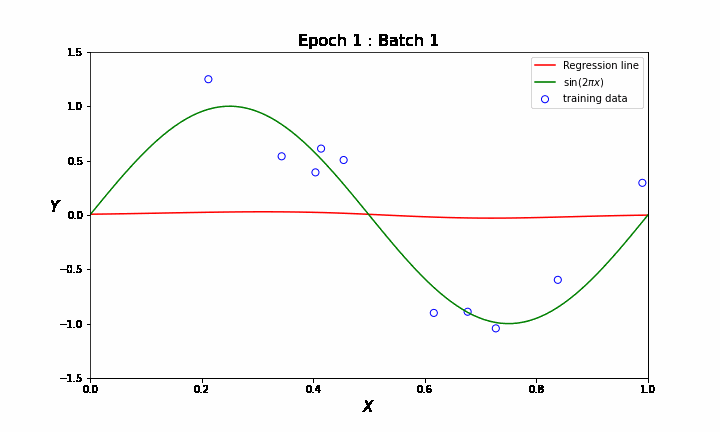 Epoch 1 : Batch 1
Regression line
sin(2πx)
training data
1.5
1.0
0.5
0.0
−0.5
−1.0
−1.5
Y
0.0 0.2 0.4 0.6 0.8 1.0
X